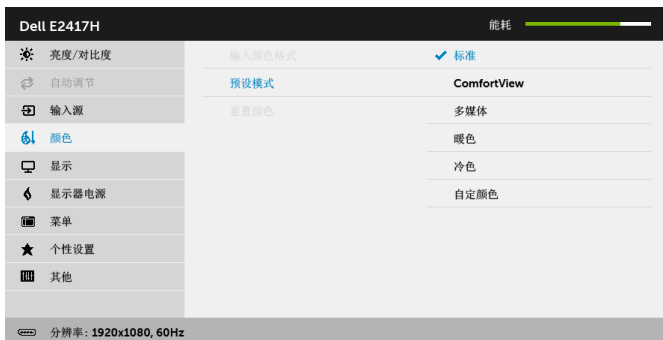 Dell E2417H 能耗
亮度/对比度 输入颜色格式 标准
自动调节 预设模式 ComfortView
输入源 重置颜色 多媒体
颜色 暖色
显示 冷色
显示器电源 自定颜色
菜单
个性设置
其他
分辨率: 1920x1080, 60Hz